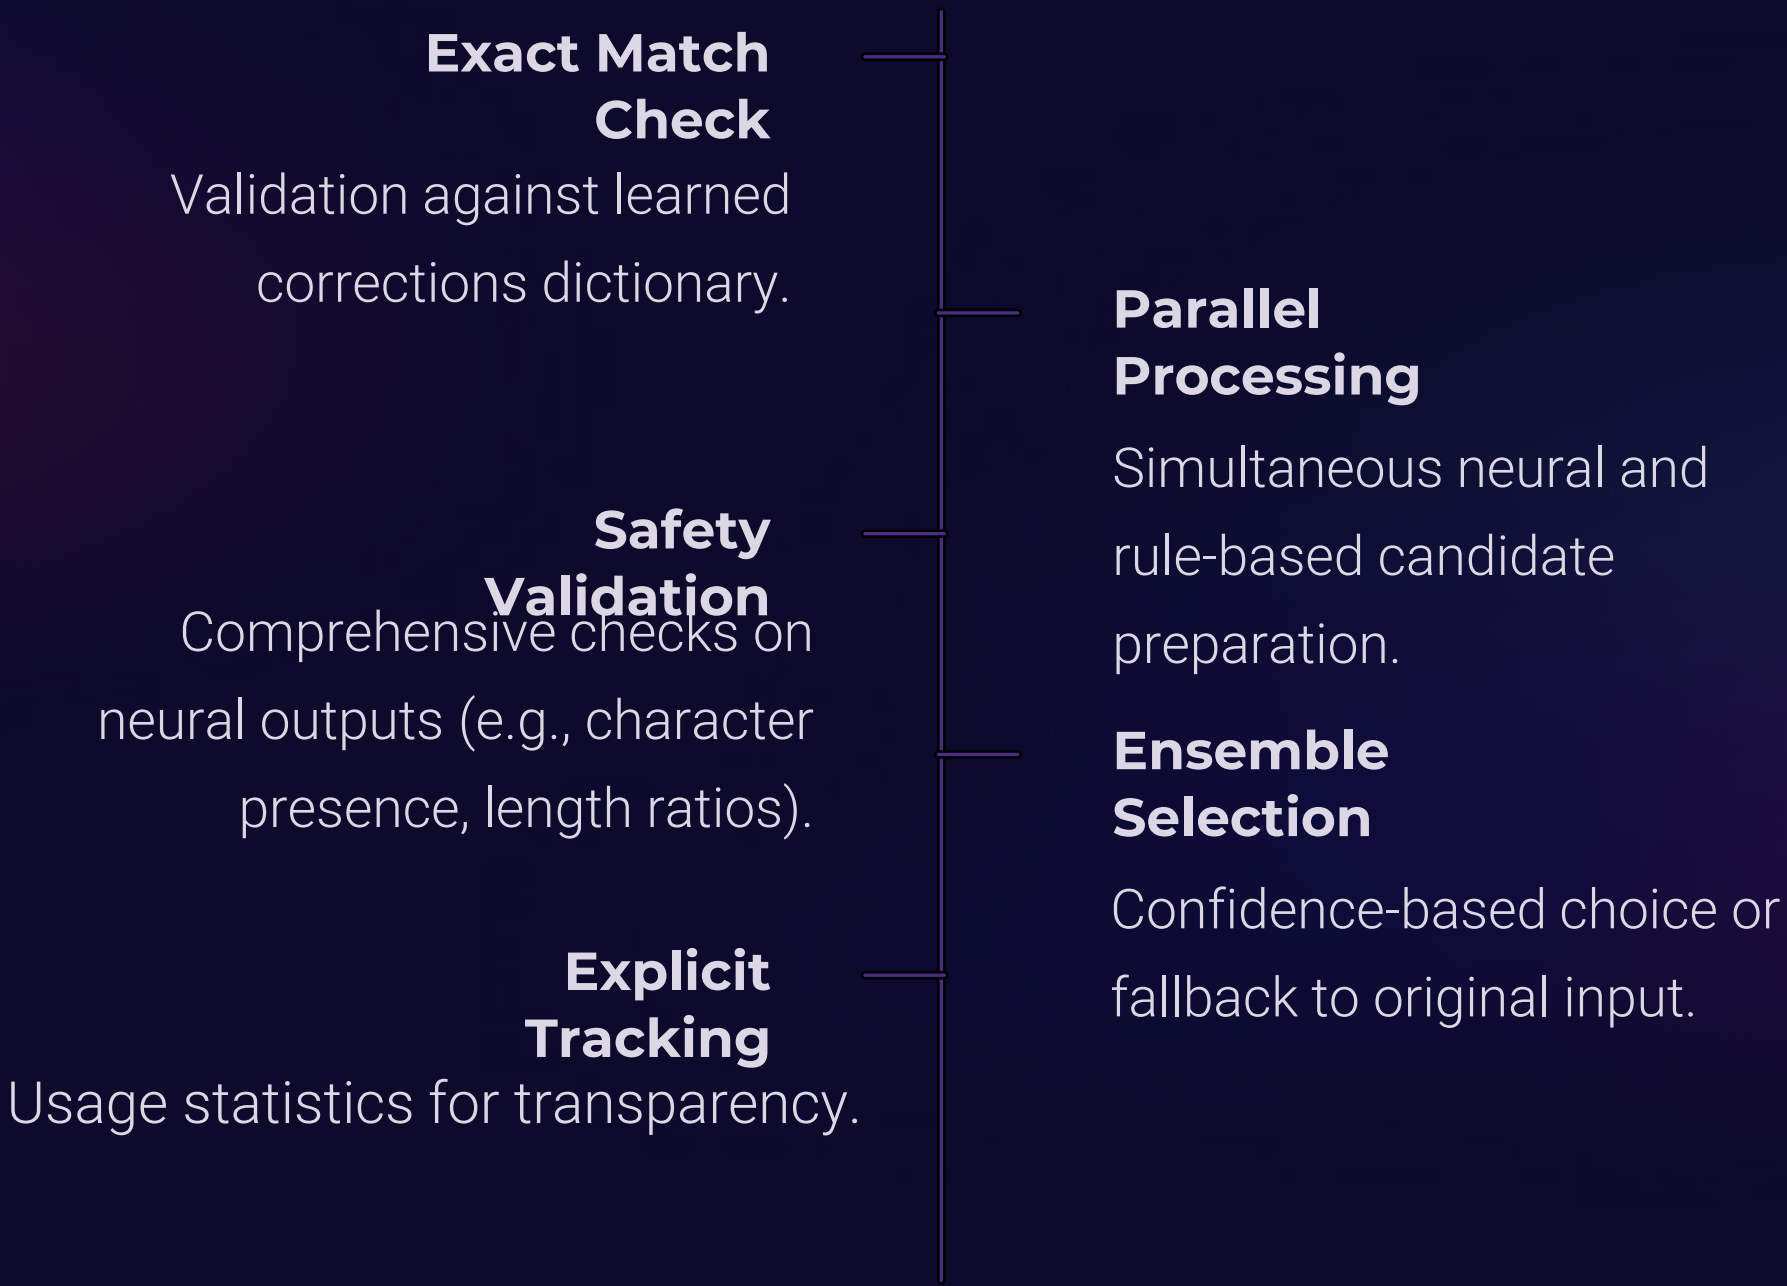 Exact Match
Check
Validation against learned
corrections dictionary.
Parallel
Processing
Simultaneous neural and
rule-based candidate
preparation.
Safety
Validation
Comprehensive checks on
neural outputs (e.g., character
presence, length ratios).
Ensemble
Selection
Confidence-based choice or
fallback to original input.
Explicit
Tracking
Usage statistics for transparency.